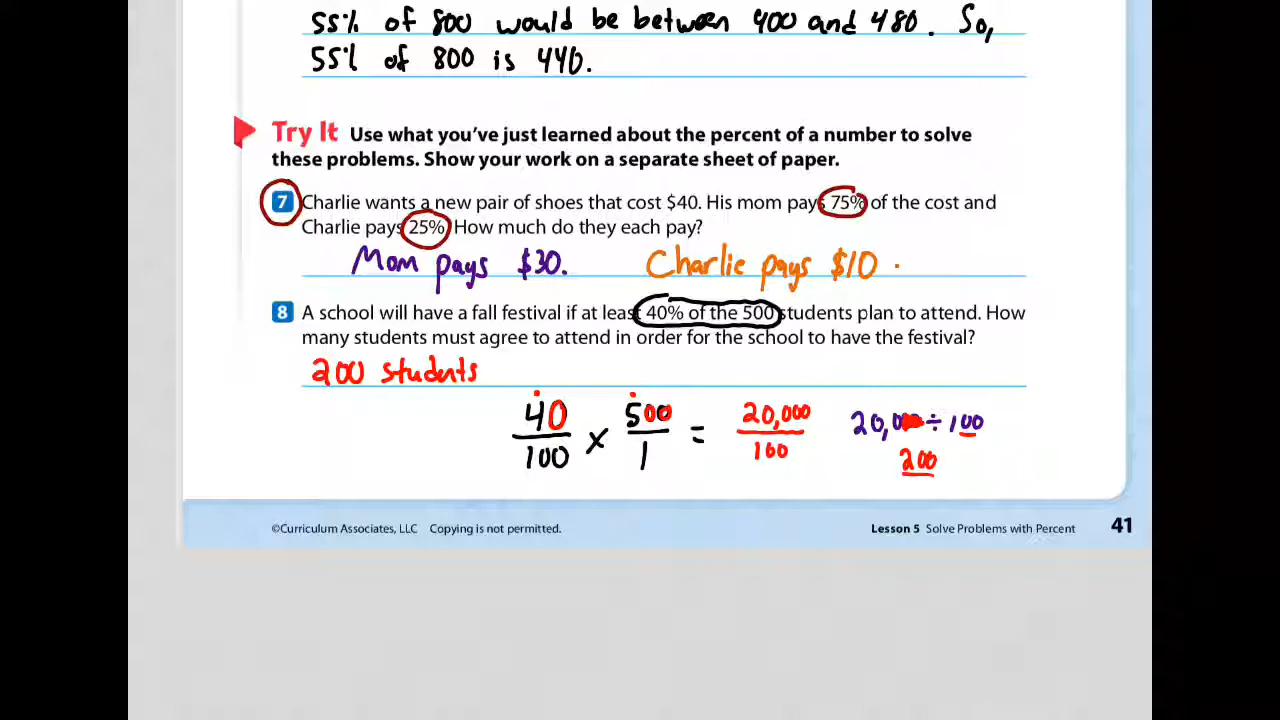 55% of 800 would be between 400 and 480. So,
55% of 800 is 440.
Try It Use what you've just learned about the percent of a number to solve
these problems. Show your work on a separate sheet of paper.
7 Charlie wants a new pair of shoes that cost $40. His mom pays 75% of the cost and
Charlie pays 25%. How much do they each pay?
Mom pays $30. Charlie pays $10.
8 A school will have a fall festival if at least 40% of the 500 students plan to attend. How
many students must agree to attend in order for the school to have the festival?
200 students
40/100 × 500/1 = 20,000/100 20,000 ÷ 100
200
©Curriculum Associates, LLC Copying is not permitted. Lesson 5 Solve Problems with Percent 41